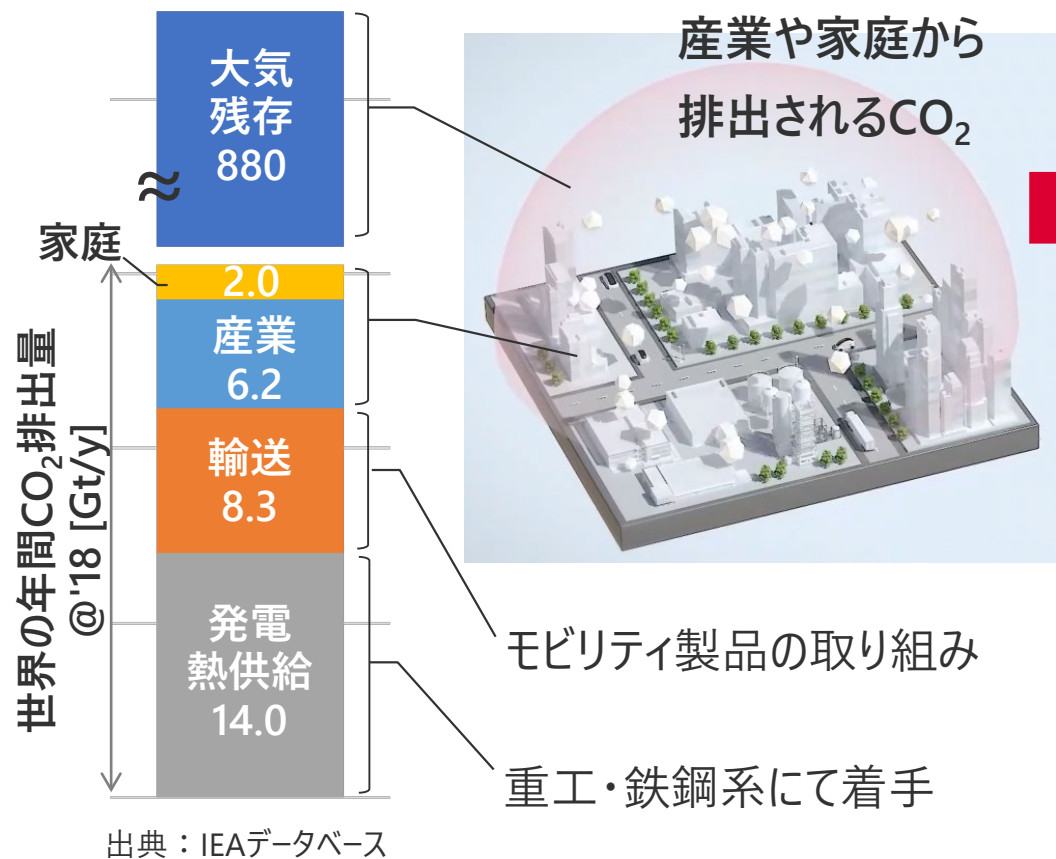 産業や家庭から
排出されるCO₂
大気
残存
880
≈
家庭
2.0
産業
6.2
輸送
8.3
発電
熱供給
14.0
世界の年間CO₂排出量
@'18 [Gt/y]
モビリティ製品の取り組み
重工・鉄鋼系にて着手
出典：IEAデータベース